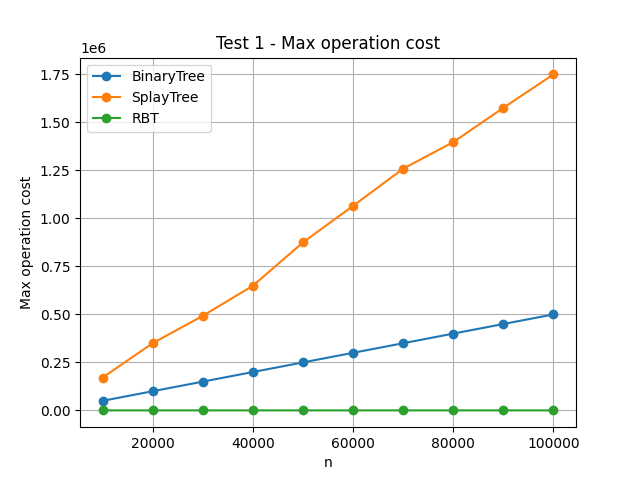 Test 1 - Max operation cost
1e6
BinaryTree
SplayTree
RBT
1.75
1.50
1.25
1.00
0.75
0.50
0.25
0.00
Max operation cost
20000 40000 60000 80000 100000
n